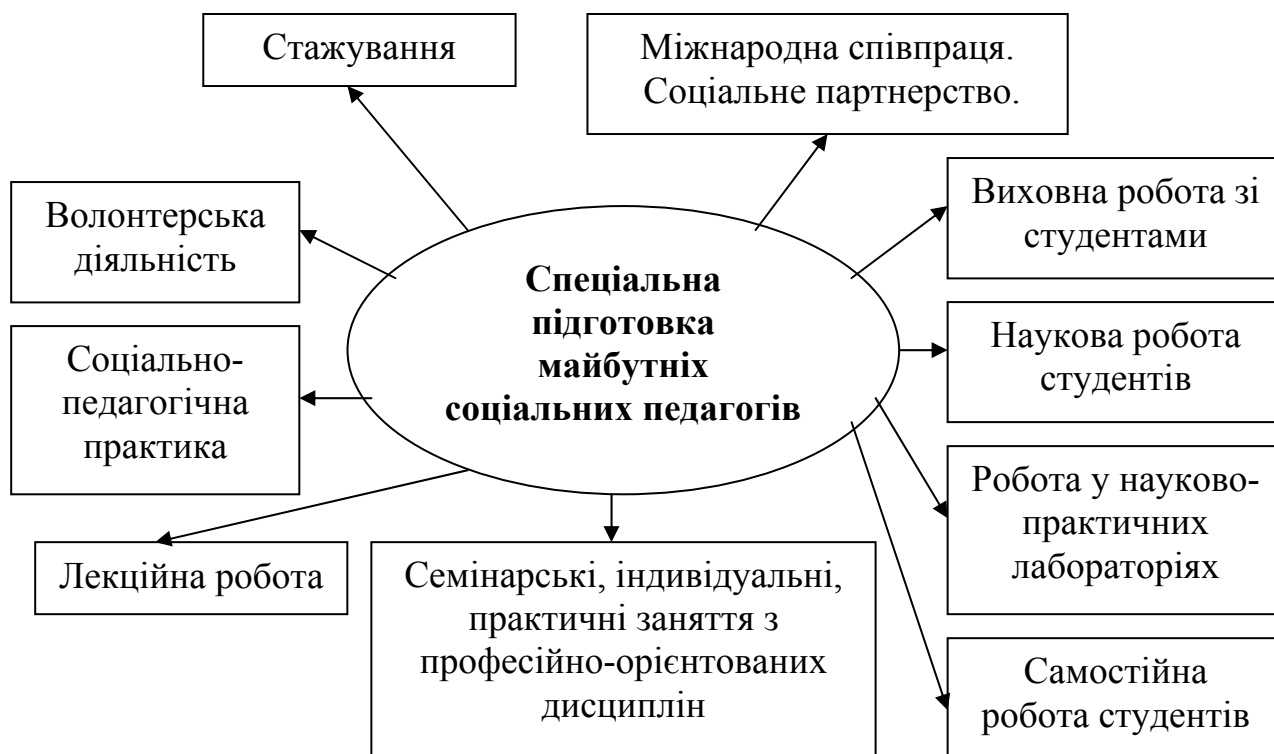 Стажування
Міжнародна співпраця.
Соціальне партнерство.
Волонтерська
діяльність
Виховна робота зі
студентами
Спеціальна
підготовка
майбутніх
соціальних педагогів
Соціально-
педагогічна
практика
Наукова робота
студентів
Робота у науково-
практичних
лабораторіях
Лекційна робота
Семінарські, індивідуальні,
практичні заняття з
професійно-орієнтованих
дисциплін
Самостійна
робота студентів